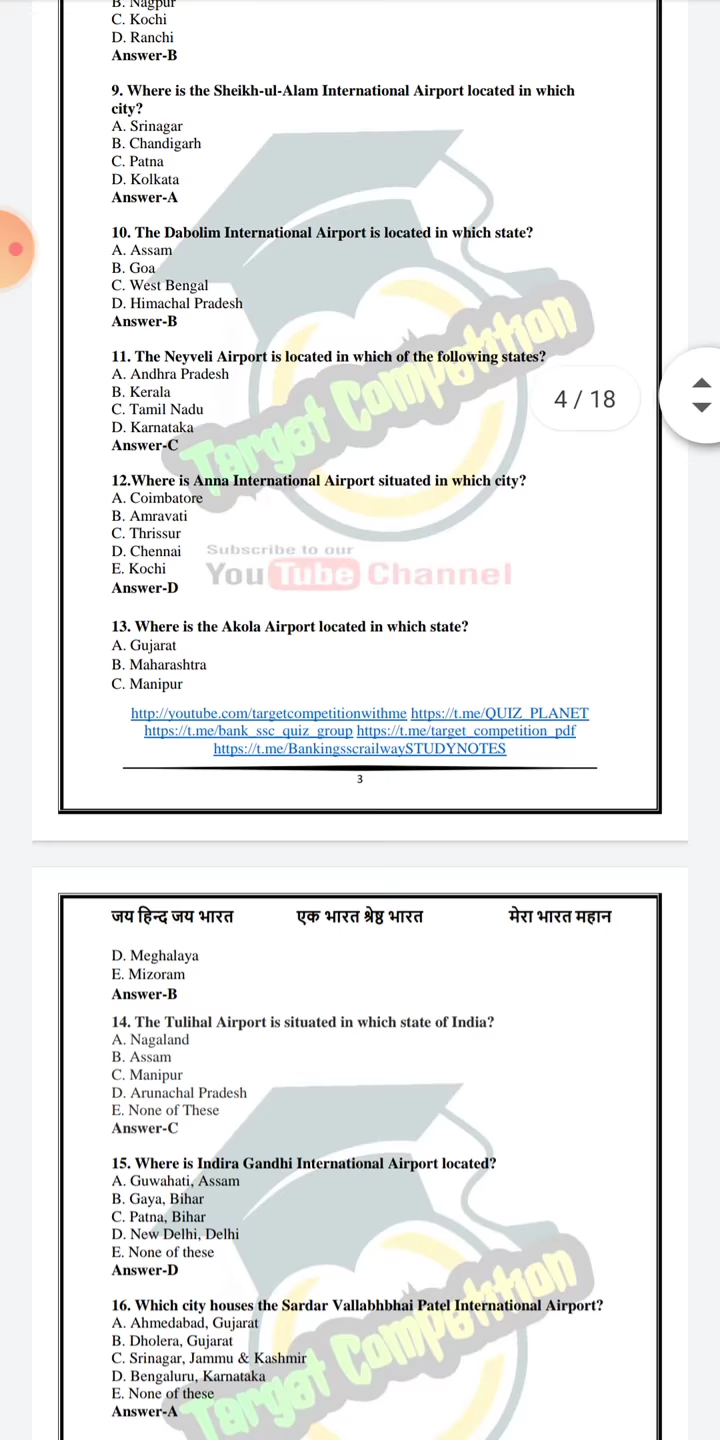 B. Nagpur
C. Kochi
D. Ranchi
Answer-B
9. Where is the Sheikh-ul-Alam International Airport located in which
city?
A. Srinagar
B. Chandigarh
C. Patna
D. Kolkata
Answer-A
10. The Dabolim International Airport is located in which state?
A. Assam
B. Goa
C. West Bengal
D. Himachal Pradesh
Answer-B
11. The Neyveli Airport is located in which of the following states?
A. Andhra Pradesh
B. Kerala
C. Tamil Nadu
D. Karnataka
Answer-C
4 / 18
Target Competition
12.Where is Anna International Airport situated in which city?
A. Coimbatore
B. Amravati
C. Thrissur
D. Chennai
E. Kochi
Answer-D
Subscribe to our
YouTube Channel
13. Where is the Akola Airport located in which state?
A. Gujarat
B. Maharashtra
C. Manipur
http://youtube.com/targetcompetitionwithme https://t.me/QUIZ_PLANET
https://t.me/bank_ssc_quiz_group https://t.me/target_competition_pdf
https://t.me/BankingsscrailwaySTUDYNOTES
3
जय हिन्द जय भारत एक भारत श्रेष्ठ भारत मेरा भारत महान
D. Meghalaya
E. Mizoram
Answer-B
14. The Tulihal Airport is situated in which state of India?
A. Nagaland
B. Assam
C. Manipur
D. Arunachal Pradesh
E. None of These
Answer-C
15. Where is Indira Gandhi International Airport located?
A. Guwahati, Assam
B. Gaya, Bihar
C. Patna, Bihar
D. New Delhi, Delhi
E. None of these
Answer-D
16. Which city houses the Sardar Vallabhbhai Patel International Airport?
A. Ahmedabad, Gujarat
B. Dholera, Gujarat
C. Srinagar, Jammu & Kashmir
D. Bengaluru, Karnataka
E. None of these
Answer-A
Target Competition